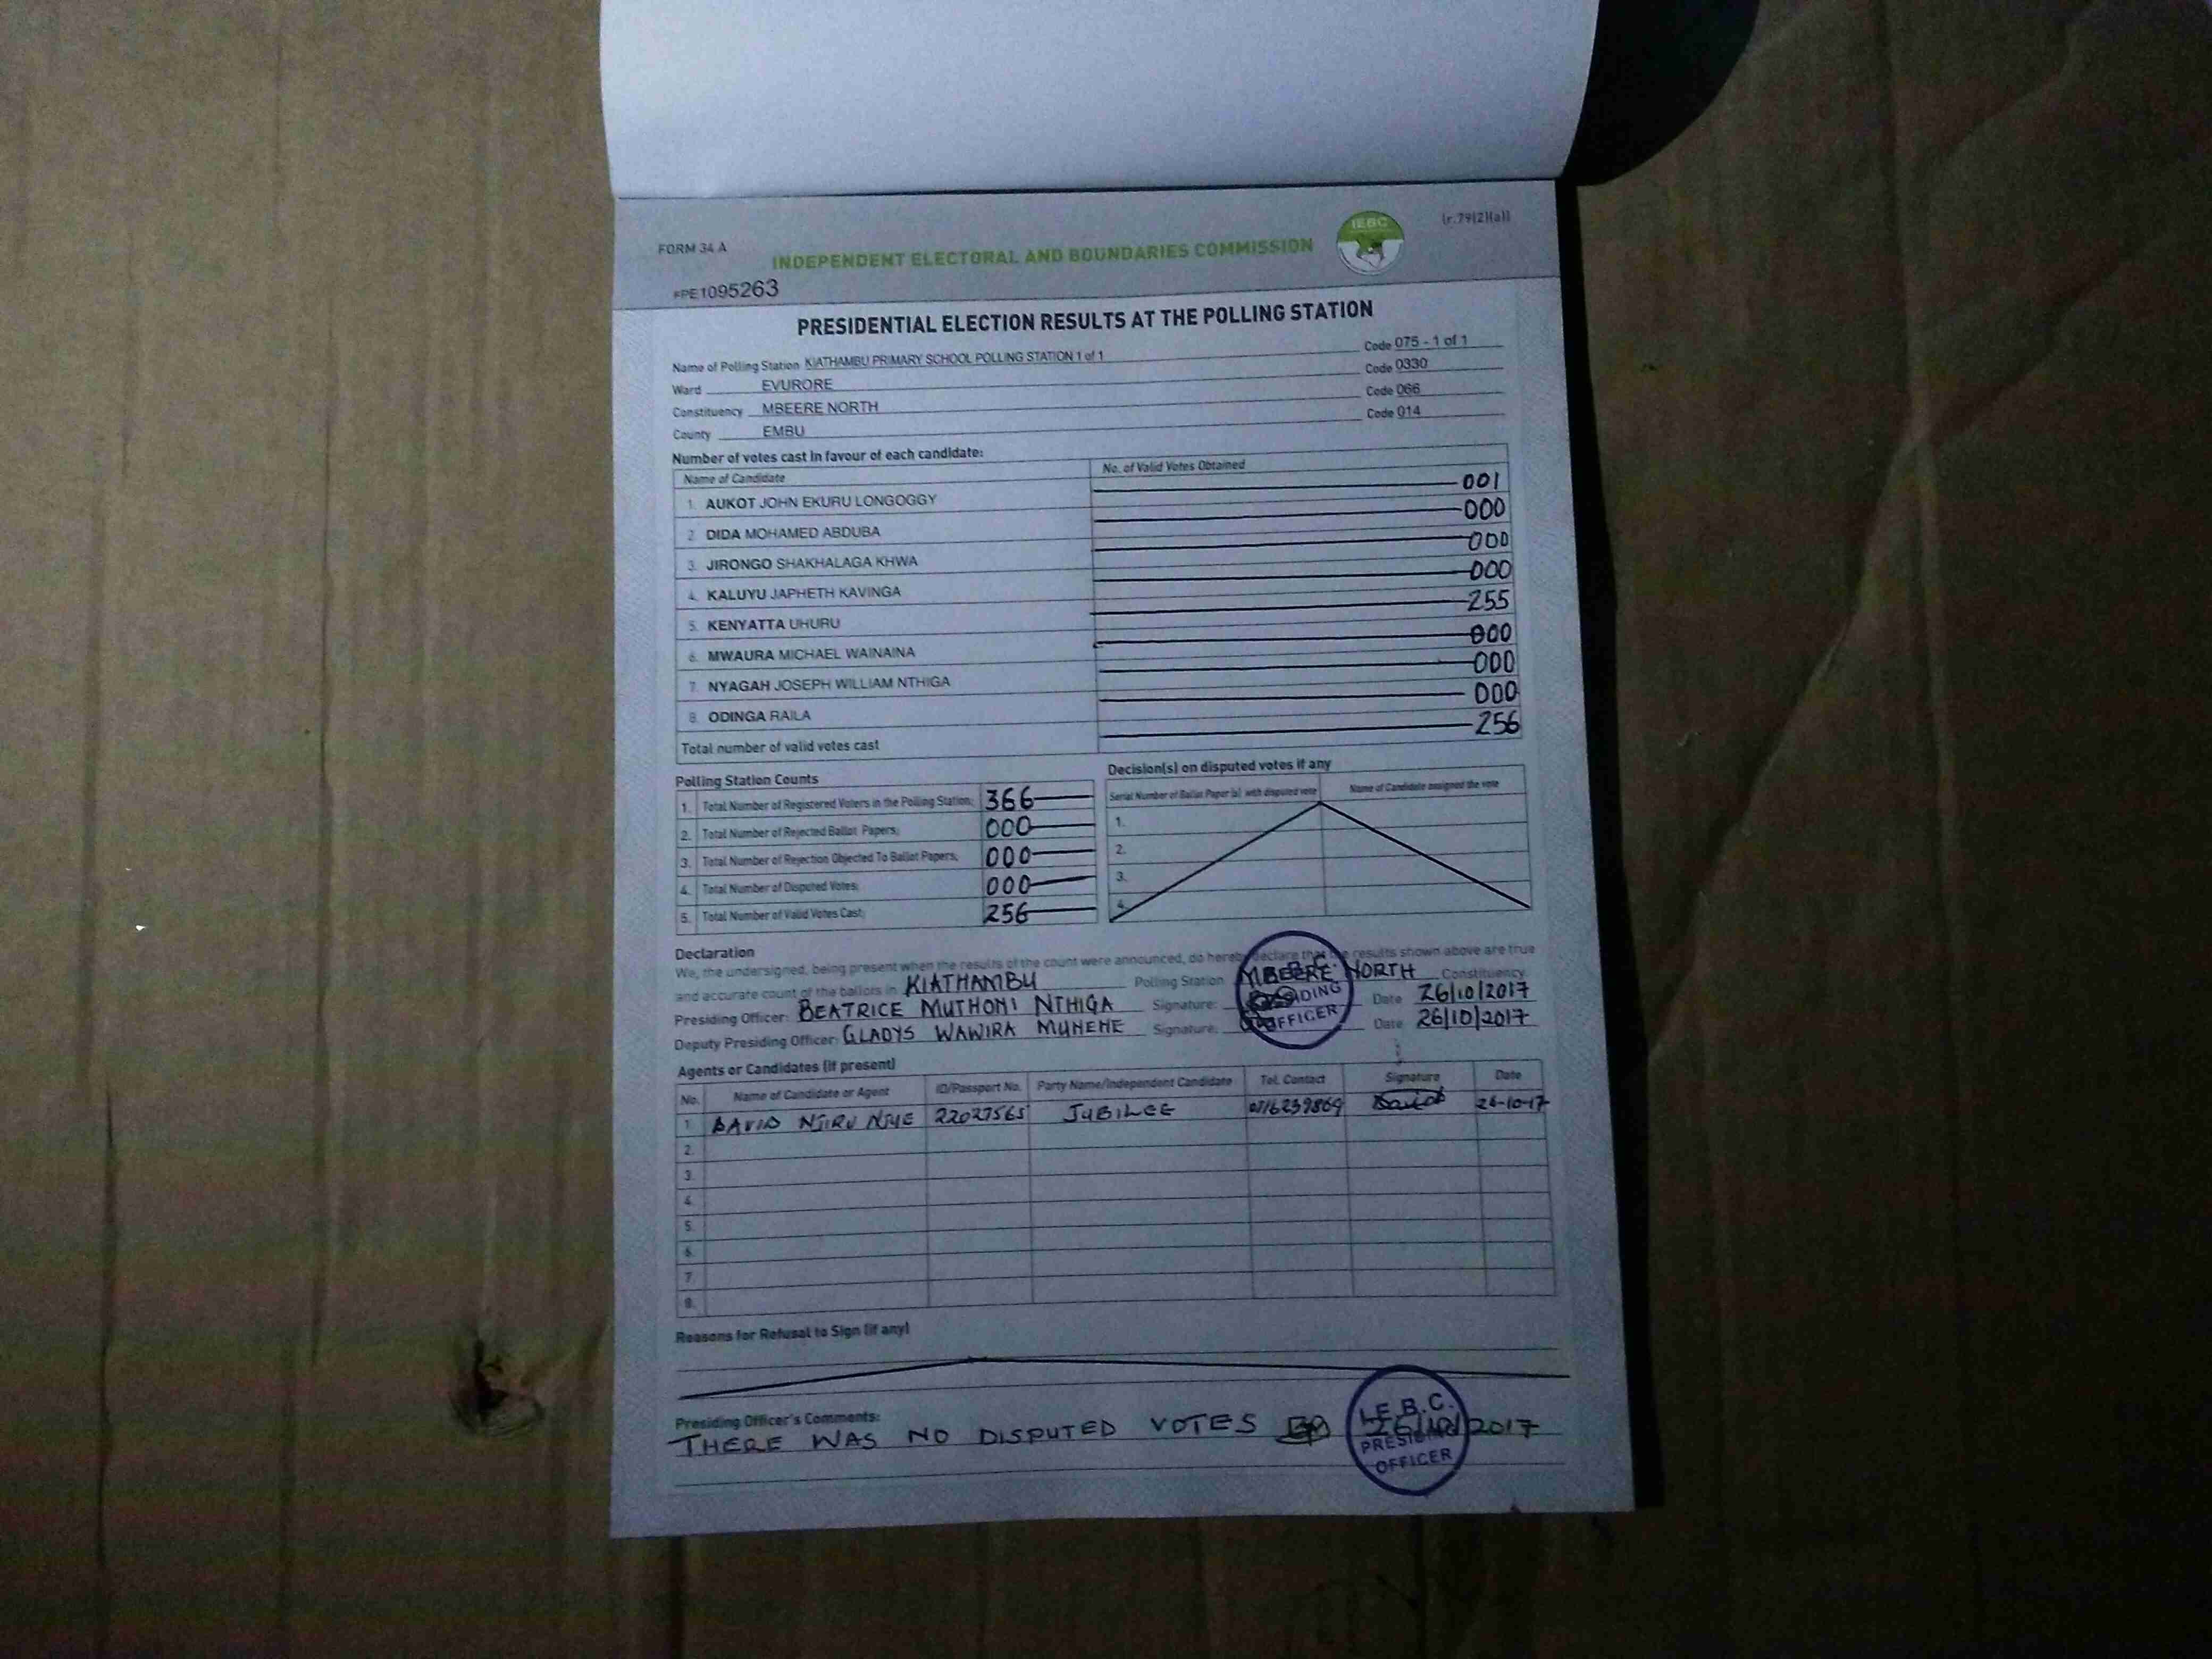 FORM 34 A
IEBC
(r.79(2)(a))
INDEPENDENT ELECTORAL AND BOUNDARIES COMMISSION
#PE1095263
PRESIDENTIAL ELECTION RESULTS AT THE POLLING STATION
Name of Polling Station KIATHAMBU PRIMARY SCHOOL POLLING STATION 1 of 1 Code 075 - 1 of 1
Ward EVURORE Code 0330
Constituency MBEERE NORTH Code 066
County EMBU Code 014
Number of votes cast in favour of each candidate:
Name of Candidate No. of Valid Votes Obtained
1. AUKOT JOHN EKURU LONGOGGY 001
2. DIDA MOHAMED ABDUBA 000
3. JIRONGO SHAKHALAGA KHWA 000
4. KALUYU JAPHETH KAVINGA 000
5. KENYATTA UHURU 255
6. MWAURA MICHAEL WAINAINA 000
7. NYAGAH JOSEPH WILLIAM NTHIGA 000
8. ODINGA RAILA 000
Total number of valid votes cast 256
Polling Station Counts
1. Total Number of Registered Voters in the Polling Station; 366
2. Total Number of Rejected Ballot Papers; 000
3. Total Number of Rejection Objected To Ballot Papers; 000
4. Total Number of Disputed Votes; 000
5. Total Number of Valid Votes Cast; 256
Decision(s) on disputed votes if any
Serial Number of Ballot Paper (s) with disputed vote Name of Candidate assigned the vote
1.
2.
3.
4.
Declaration
We, the undersigned, being present when the results of the count were announced, do hereby declare that the results shown above are true
and accurate count of the ballots in KIATHAMBU Polling Station MBEERE NORTH Constituency
Presiding Officer: BEATRICE MUTHONI NTHIGA Signature: Date 26/10/2017
Deputy Presiding Officer: GLADYS WAWIRA MUNENE Signature: Date 26/10/2017
PRESIDING
OFFICER
Agents or Candidates (if present)
No. Name of Candidate or Agent ID/Passport No. Party Name/Independent Candidate Tel. Contact Signature Date
1 DAVID NJIRU NJUE 22027565 JUBILEE 0716239869 David 26-10-17
2.
3.
4.
5.
6.
7.
8.
Reasons for Refusal to Sign (if any)
Presiding Officer's Comments:
THERE WAS NO DISPUTED VOTES 26/10/2017
I.E.B.C.
PRESIDING
OFFICER